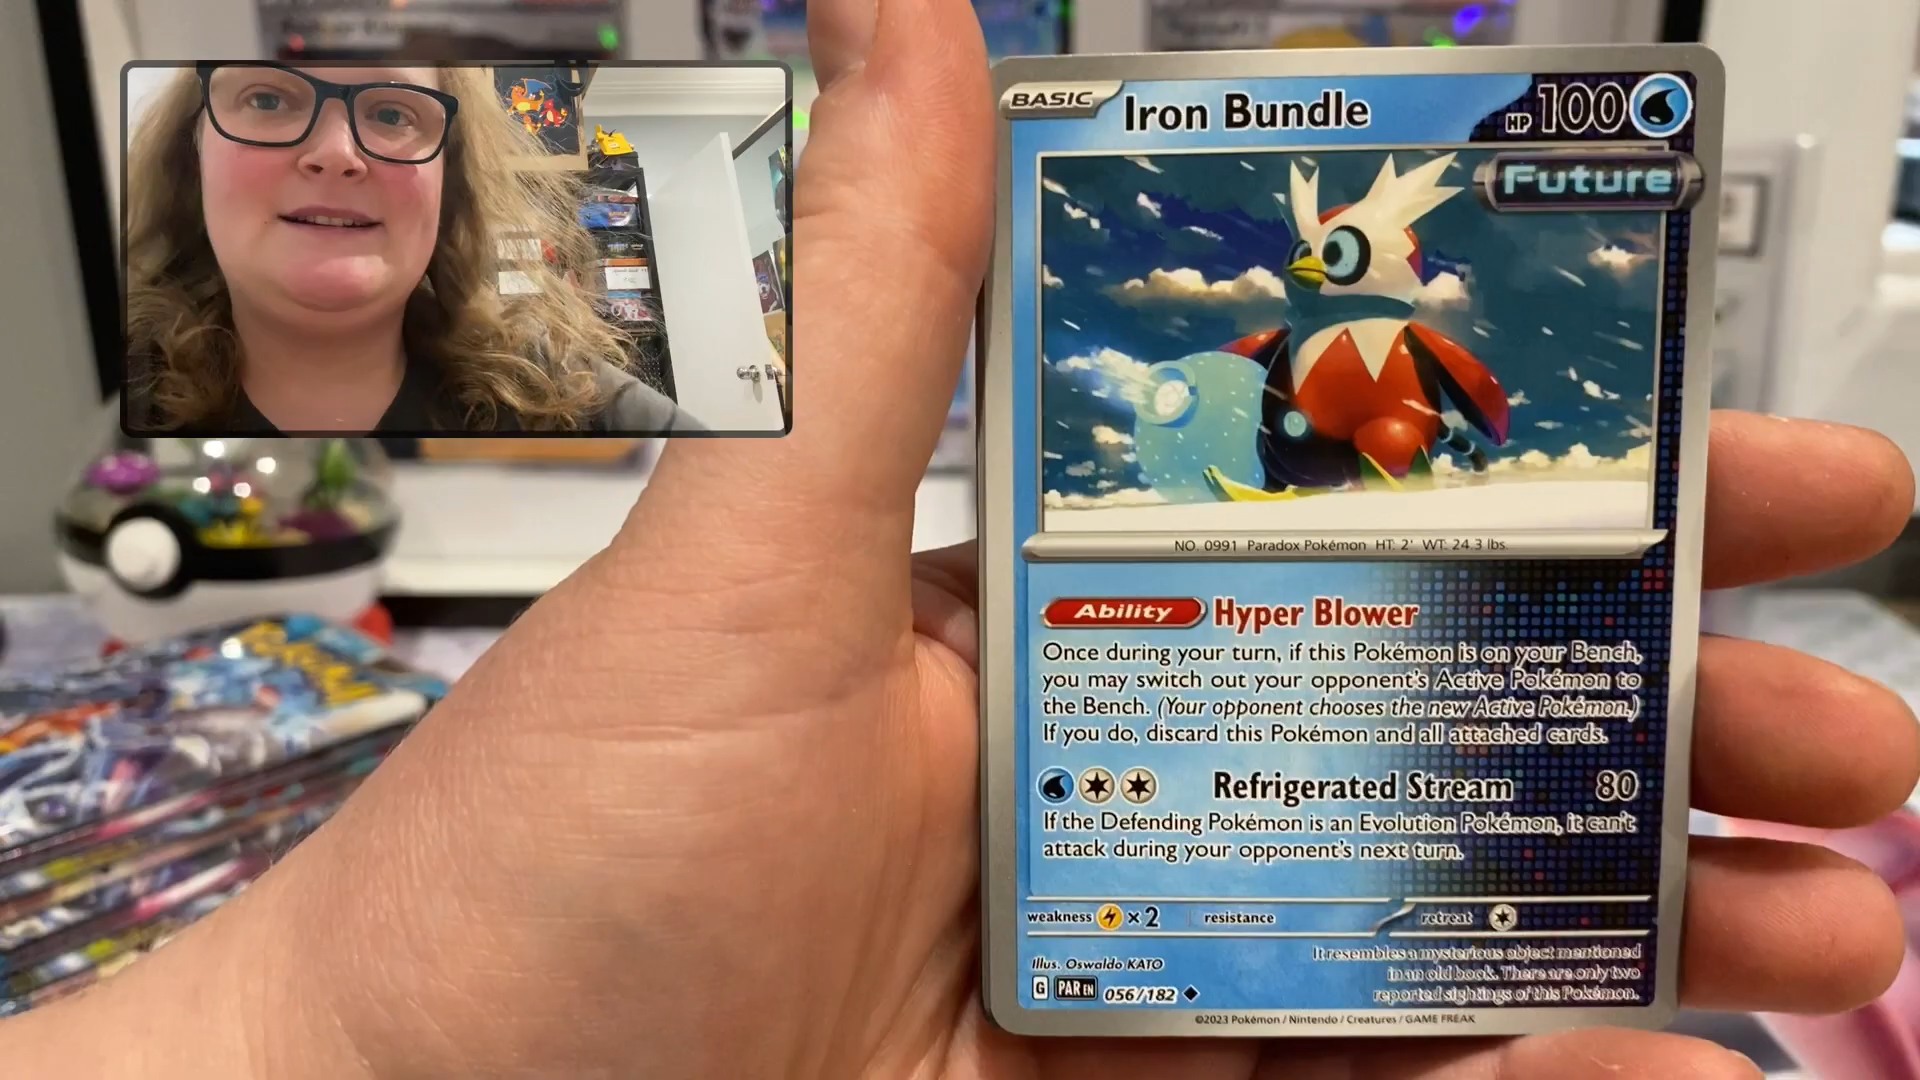 BASIC
Iron Bundle
HP 100
Future
NO. 0991 Paradox Pokémon HT: 2' WT: 24.3 lbs.
Ability Hyper Blower
Once during your turn, if this Pokémon is on your Bench,
you may switch out your opponent's Active Pokémon to
the Bench. (Your opponent chooses the new Active Pokémon.)
If you do, discard this Pokémon and all attached cards.
Refrigerated Stream 80
If the Defending Pokémon is an Evolution Pokémon, it can't
attack during your opponent's next turn.
weakness ×2 resistance retreat
Illus. Oswaldo KATO
G PAR EN 056/182
It resembles a mysterious object mentioned
in an old book. There are only two
reported sightings of this Pokémon.
©2023 Pokémon / Nintendo / Creatures / GAME FREAK